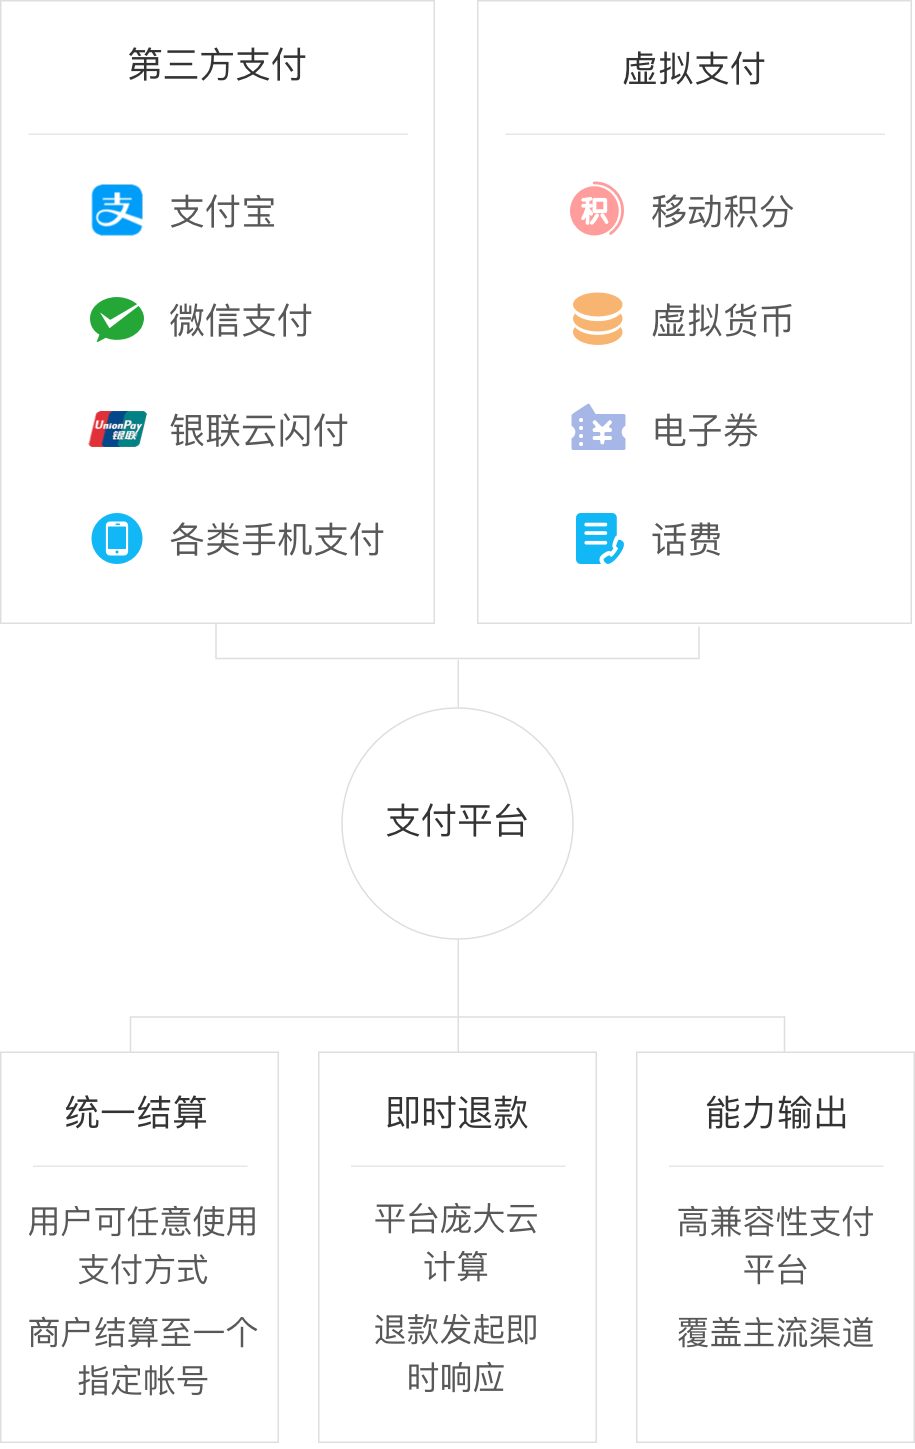 第三方支付
支付宝
微信支付
UnionPay
银联
银联云闪付
各类手机支付
虚拟支付
积
移动积分
虚拟货币
¥
电子券
话费
支付平台
统一结算
用户可任意使用
支付方式
商户结算至一个
指定帐号
即时退款
平台庞大云
计算
退款发起即
时响应
能力输出
高兼容性支付
平台
覆盖主流渠道